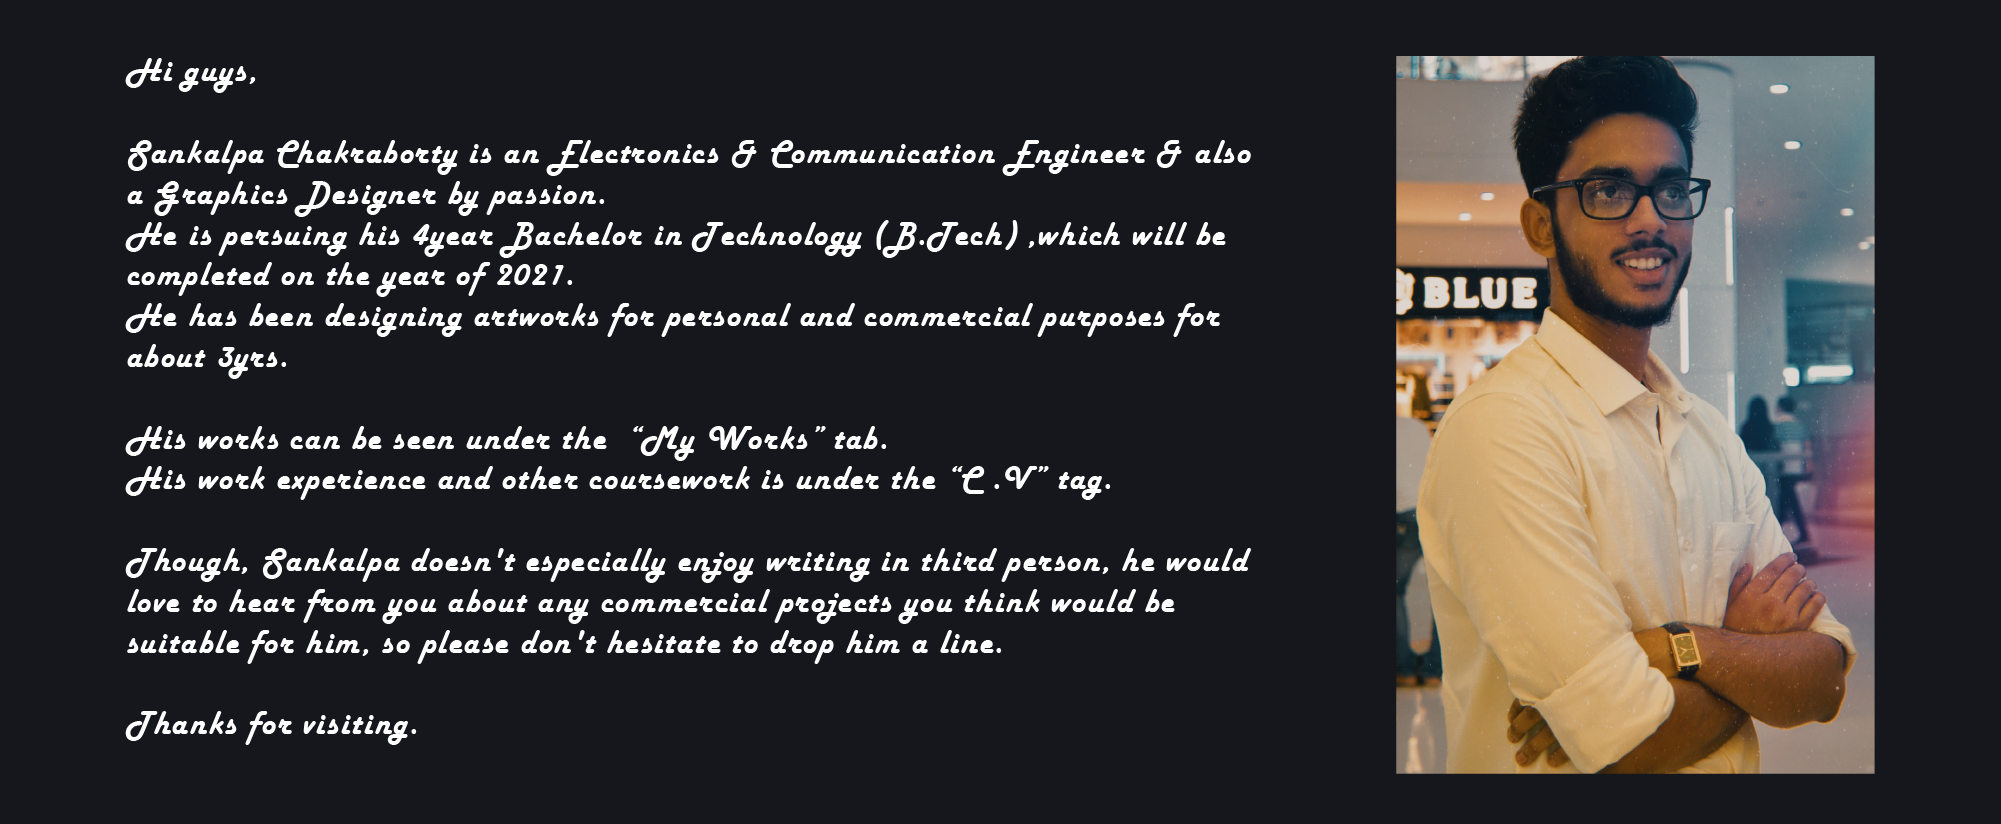 Hi guys,
Sankalpa Chakraborty is an Electronics & Communication Engineer & also
a Graphics Designer by passion.
He is persuing his 4year Bachelor in Technology (B.Tech) ,which will be
completed on the year of 2021.
He has been designing artworks for personal and commercial purposes for
about 3yrs.
His works can be seen under the “My Works” tab.
His work experience and other coursework is under the “C .V” tag.
Though, Sankalpa doesn't especially enjoy writing in third person, he would
love to hear from you about any commercial projects you think would be
suitable for him, so please don't hesitate to drop him a line.
Thanks for visiting.
BLUE